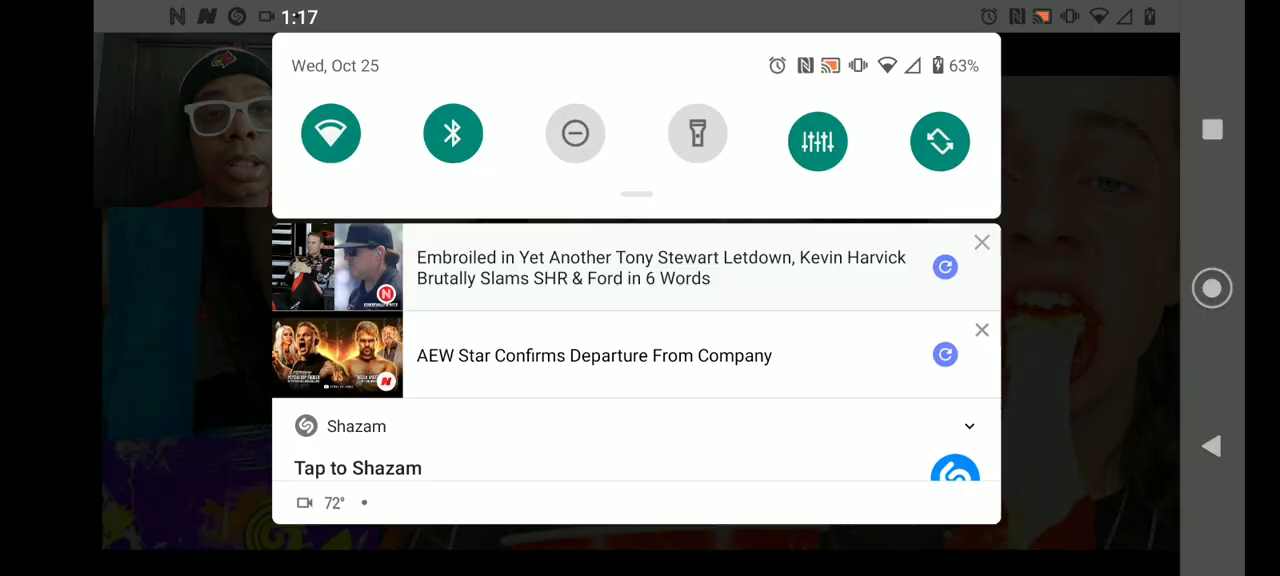 1:17
Wed, Oct 25
63%
Embroiled in Yet Another Tony Stewart Letdown, Kevin Harvick
Brutally Slams SHR & Ford in 6 Words
AEW Star Confirms Departure From Company
Shazam
Tap to Shazam
72°